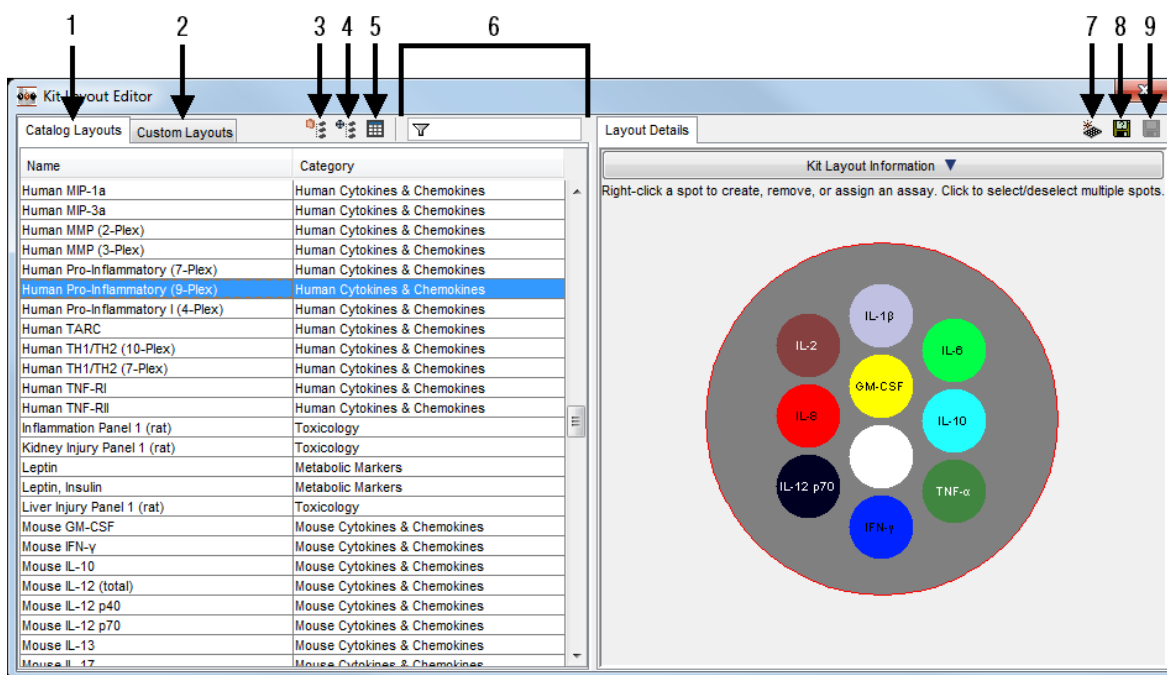 1 2 3 4 5 6 7 8 9
Kit Layout Editor
Catalog Layouts Custom Layouts
Name Category
Human MIP-1a Human Cytokines & Chemokines
Human MIP-3a Human Cytokines & Chemokines
Human MMP (2-Plex) Human Cytokines & Chemokines
Human MMP (3-Plex) Human Cytokines & Chemokines
Human Pro-Inflammatory (7-Plex) Human Cytokines & Chemokines
Human Pro-Inflammatory (9-Plex) Human Cytokines & Chemokines
Human Pro-Inflammatory I (4-Plex) Human Cytokines & Chemokines
Human TARC Human Cytokines & Chemokines
Human TH1/TH2 (10-Plex) Human Cytokines & Chemokines
Human TH1/TH2 (7-Plex) Human Cytokines & Chemokines
Human TNF-RI Human Cytokines & Chemokines
Human TNF-RII Human Cytokines & Chemokines
Inflammation Panel 1 (rat) Toxicology
Kidney Injury Panel 1 (rat) Toxicology
Leptin Metabolic Markers
Leptin, Insulin Metabolic Markers
Liver Injury Panel 1 (rat) Toxicology
Mouse GM-CSF Mouse Cytokines & Chemokines
Mouse IFN-γ Mouse Cytokines & Chemokines
Mouse IL-10 Mouse Cytokines & Chemokines
Mouse IL-12 (total) Mouse Cytokines & Chemokines
Mouse IL-12 p40 Mouse Cytokines & Chemokines
Mouse IL-12 p70 Mouse Cytokines & Chemokines
Mouse IL-13 Mouse Cytokines & Chemokines
Mouse IL-17 Mouse Cytokines & Chemokines
Layout Details
Kit Layout Information ▼
Right-click a spot to create, remove, or assign an assay. Click to select/deselect multiple spots.
IL-1β
IL-2
IL-6
GM-CSF
IL-8
IL-10
IL-12 p70
TNF-α
IFN-γ